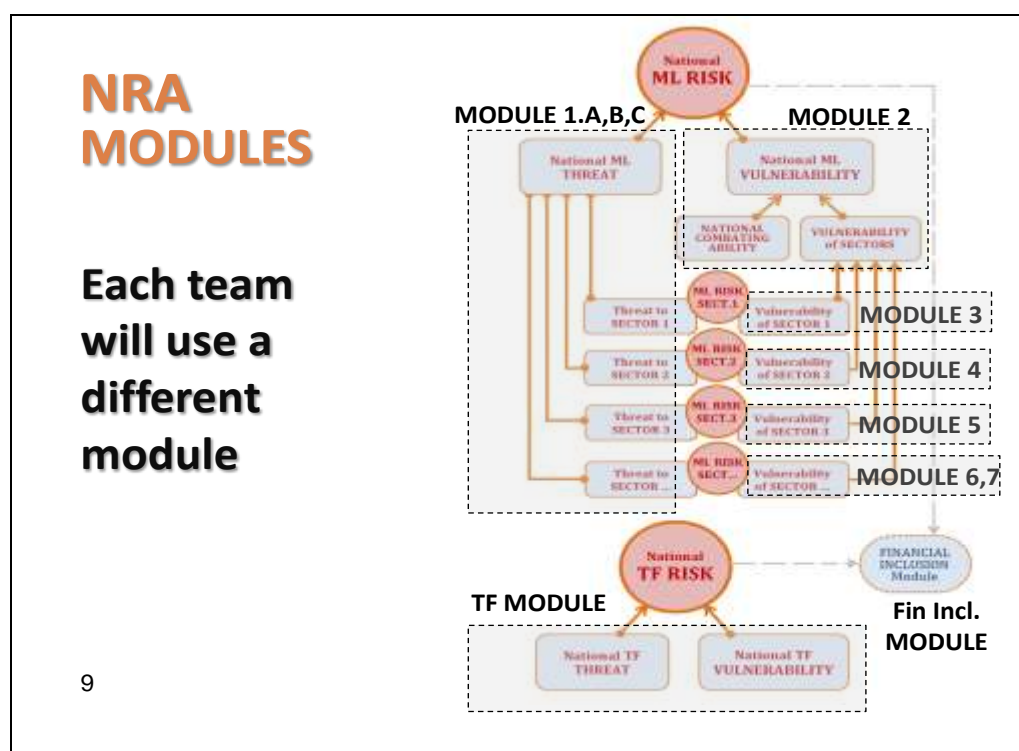 NRA
MODULES
Each team
will use a
different
module
9
National
ML RISK
MODULE 1.A,B,C
MODULE 2
National ML
THREAT
National ML
VULNERABILITY
NATIONAL
COMBATING
ABILITY
VULNERABILITY
of SECTORS
ML RISK
SECT.1
Threat to
SECTOR 1
Vulnerability
of SECTOR 1
MODULE 3
ML RISK
SECT.2
Threat to
SECTOR 2
Vulnerability
of SECTOR 2
MODULE 4
ML RISK
SECT.3
Threat to
SECTOR 3
Vulnerability
of SECTOR 3
MODULE 5
ML RISK
SECT...
Threat to
SECTOR ...
Vulnerability
of SECTOR ...
MODULE 6,7
National
TF RISK
FINANCIAL
INCLUSION
Module
TF MODULE
Fin Incl.
MODULE
National TF
THREAT
National TF
VULNERABILITY